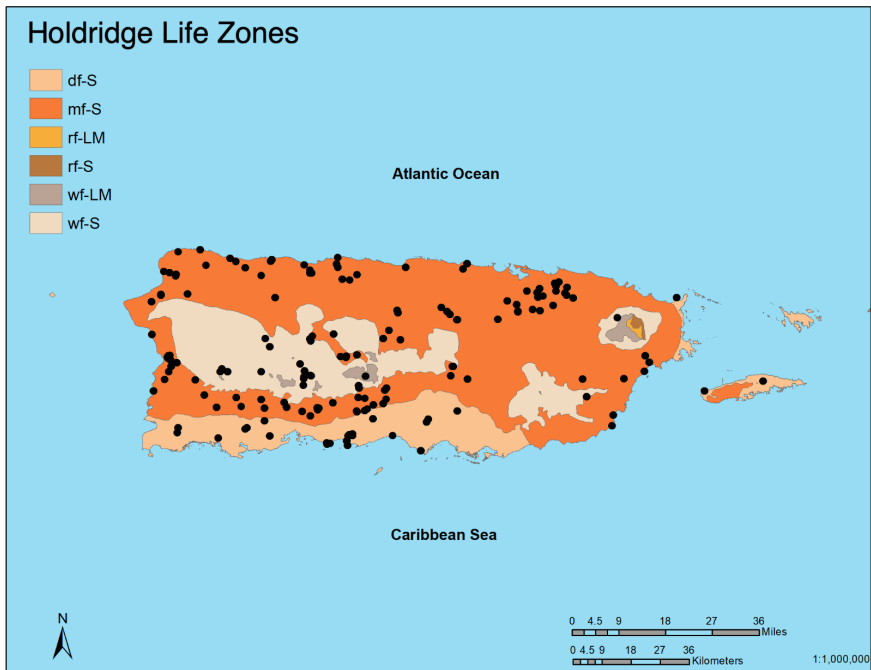 Holdridge Life Zones
df-S
mf-S
rf-LM
rf-S
wf-LM
wf-S
Atlantic Ocean
Caribbean Sea
N
0 4.5 9 18 27 36
Miles
0 4.5 9 18 27 36
Kilometers
1:1,000,000